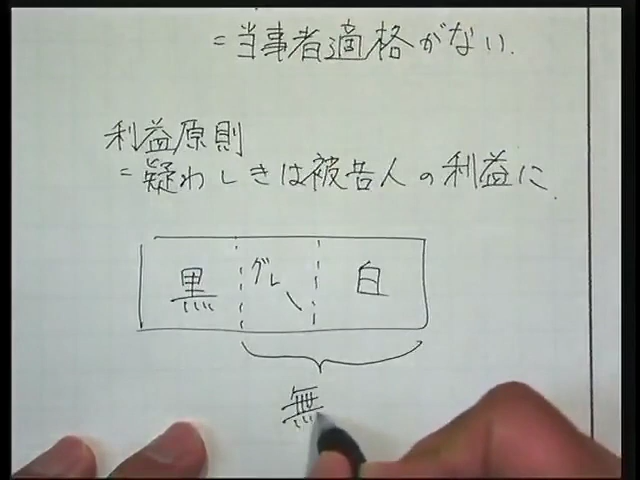 =当事者適格がない.
利益原則
=疑わしきは被告人の利益に.
黒 グレー 白
無